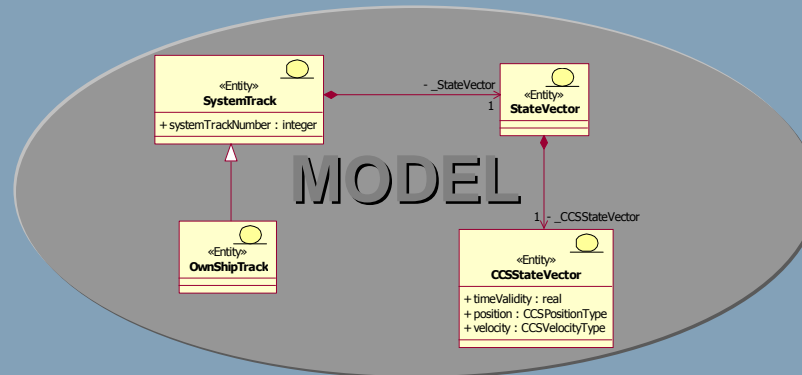 «Entity»
SystemTrack
+ systemTrackNumber : integer
- _StateVector
1
«Entity»
StateVector
MODEL
1 - _CCSStateVector
«Entity»
OwnShipTrack
«Entity»
CCSStateVector
+ timeValidity : real
+ position : CCSPositionType
+ velocity : CCSVelocityType